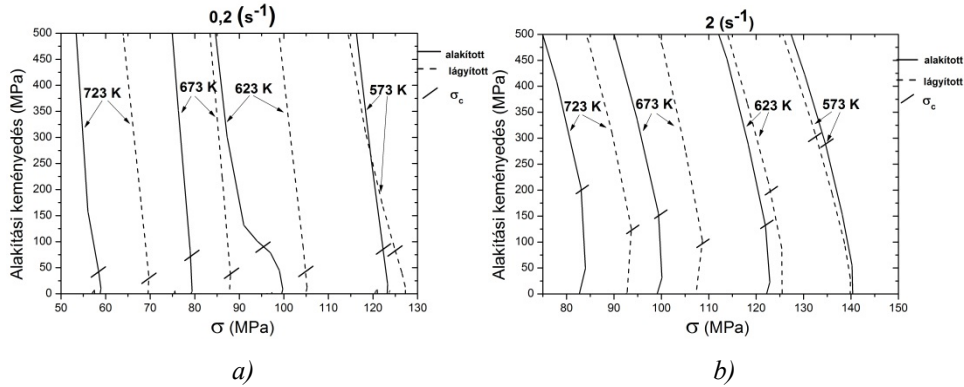 a)
0,2 (s⁻¹)
Alakítási keményedés (MPa)
500
450
400
350
300
250
200
150
100
50
0
723 K
673 K
623 K
573 K
alakított
lágyított
σc
50 60 70 80 90 100 110 120 130
σ (MPa)
a)
2 (s⁻¹)
b)
Alakítási keményedés (MPa)
500
450
400
350
300
250
200
150
100
50
0
723 K
673 K
623 K
573 K
alakított
lágyított
σc
80 90 100 110 120 130 140 150
σ (MPa)
b)